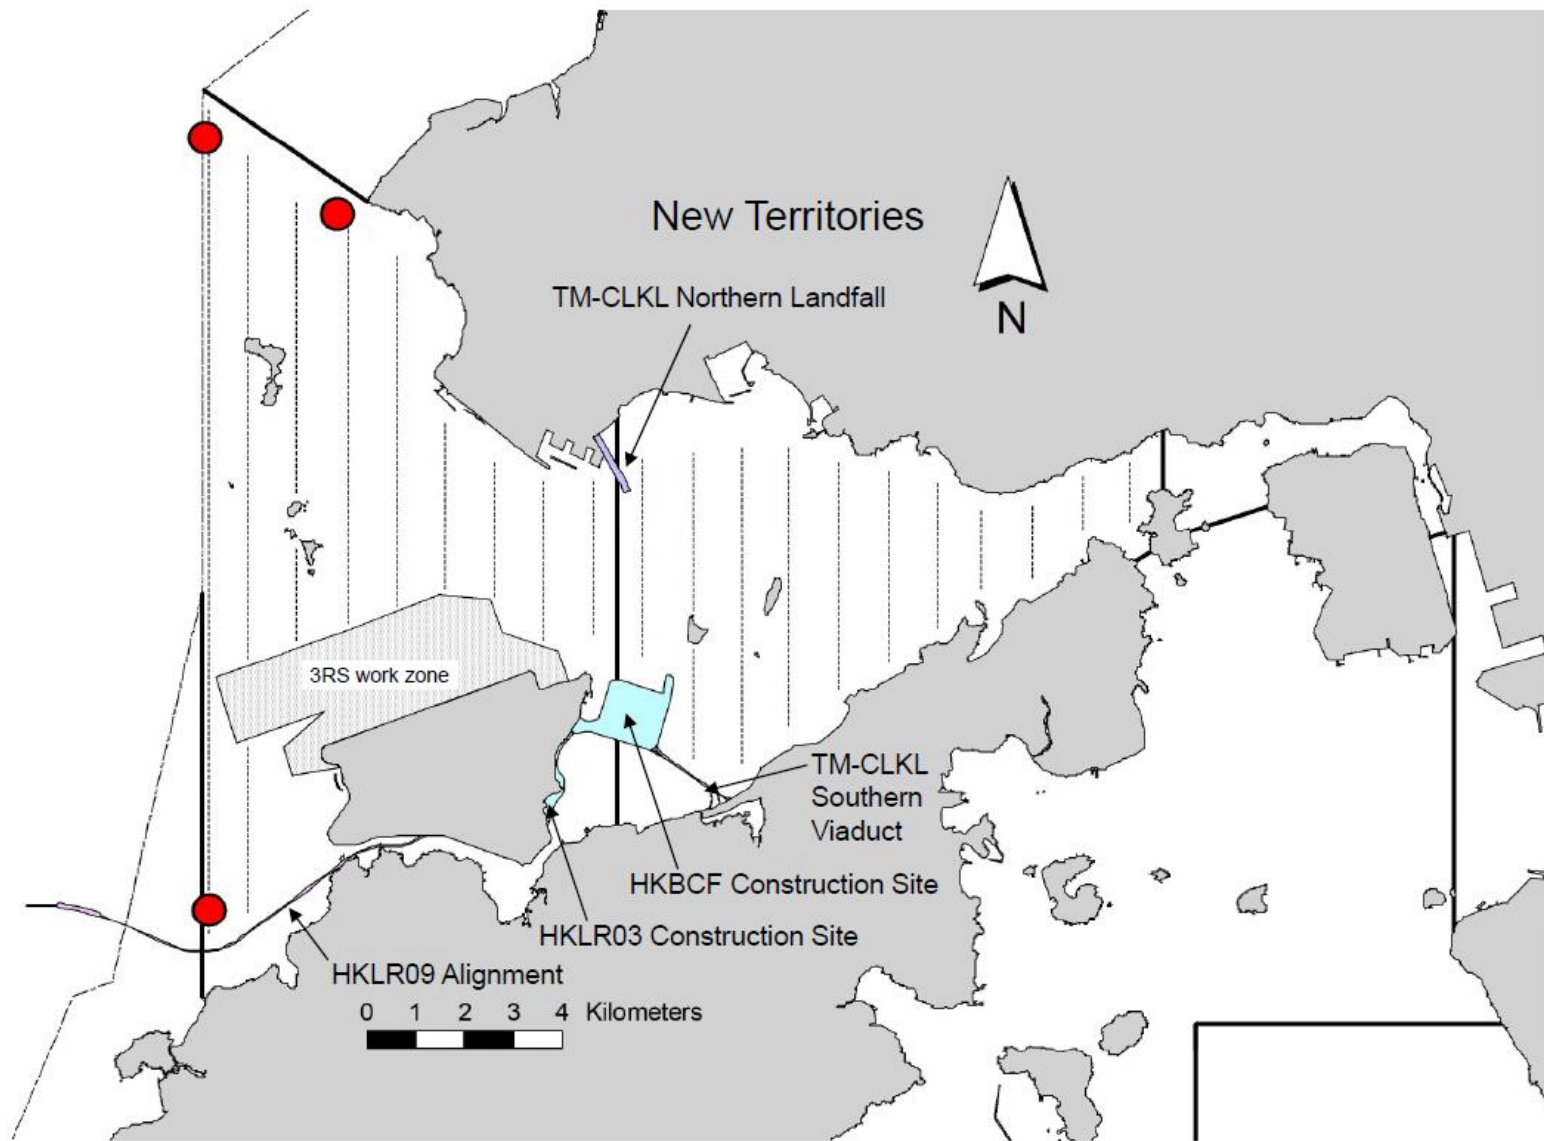 New Territories
TM-CLKL Northern Landfall
N
3RS work zone
TM-CLKL
Southern
Viaduct
HKBCF Construction Site
HKLR03 Construction Site
HKLR09 Alignment
0 1 2 3 4 Kilometers